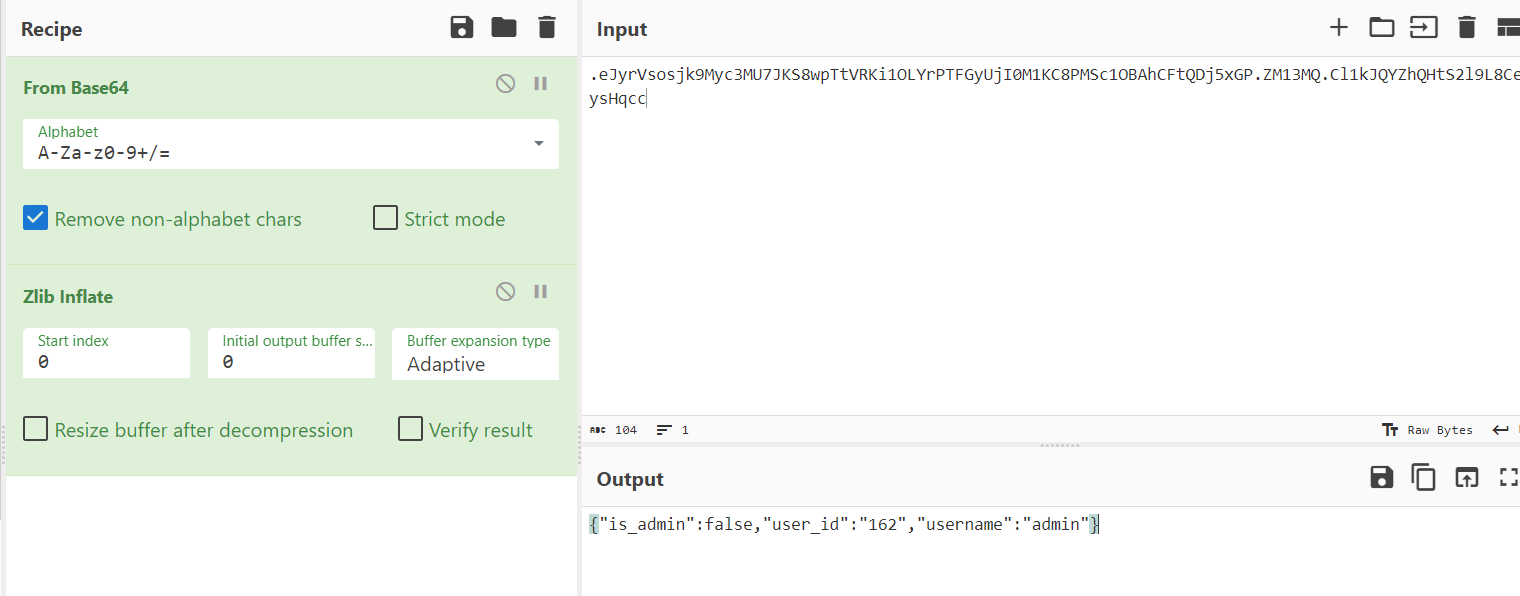 Recipe
From Base64
Alphabet
A-Za-z0-9+/=
Remove non-alphabet chars
Strict mode
Zlib Inflate
Start index
0
Initial output buffer s...
0
Buffer expansion type
Adaptive
Resize buffer after decompression
Verify result
Input
.eJyrVsosjk9Myc3MU7JKS8wpTtVRKi1OLYrPTFGyUjI0M1KC8PMSc1OBAhCFtQDj5xGP.ZM13MQ.Cl1kJQYZhQHtS2l9L8Ce
ysHqcc
ABC 104
1
Tт Raw Bytes
Output
{"is_admin":false,"user_id":"162","username":"admin"}